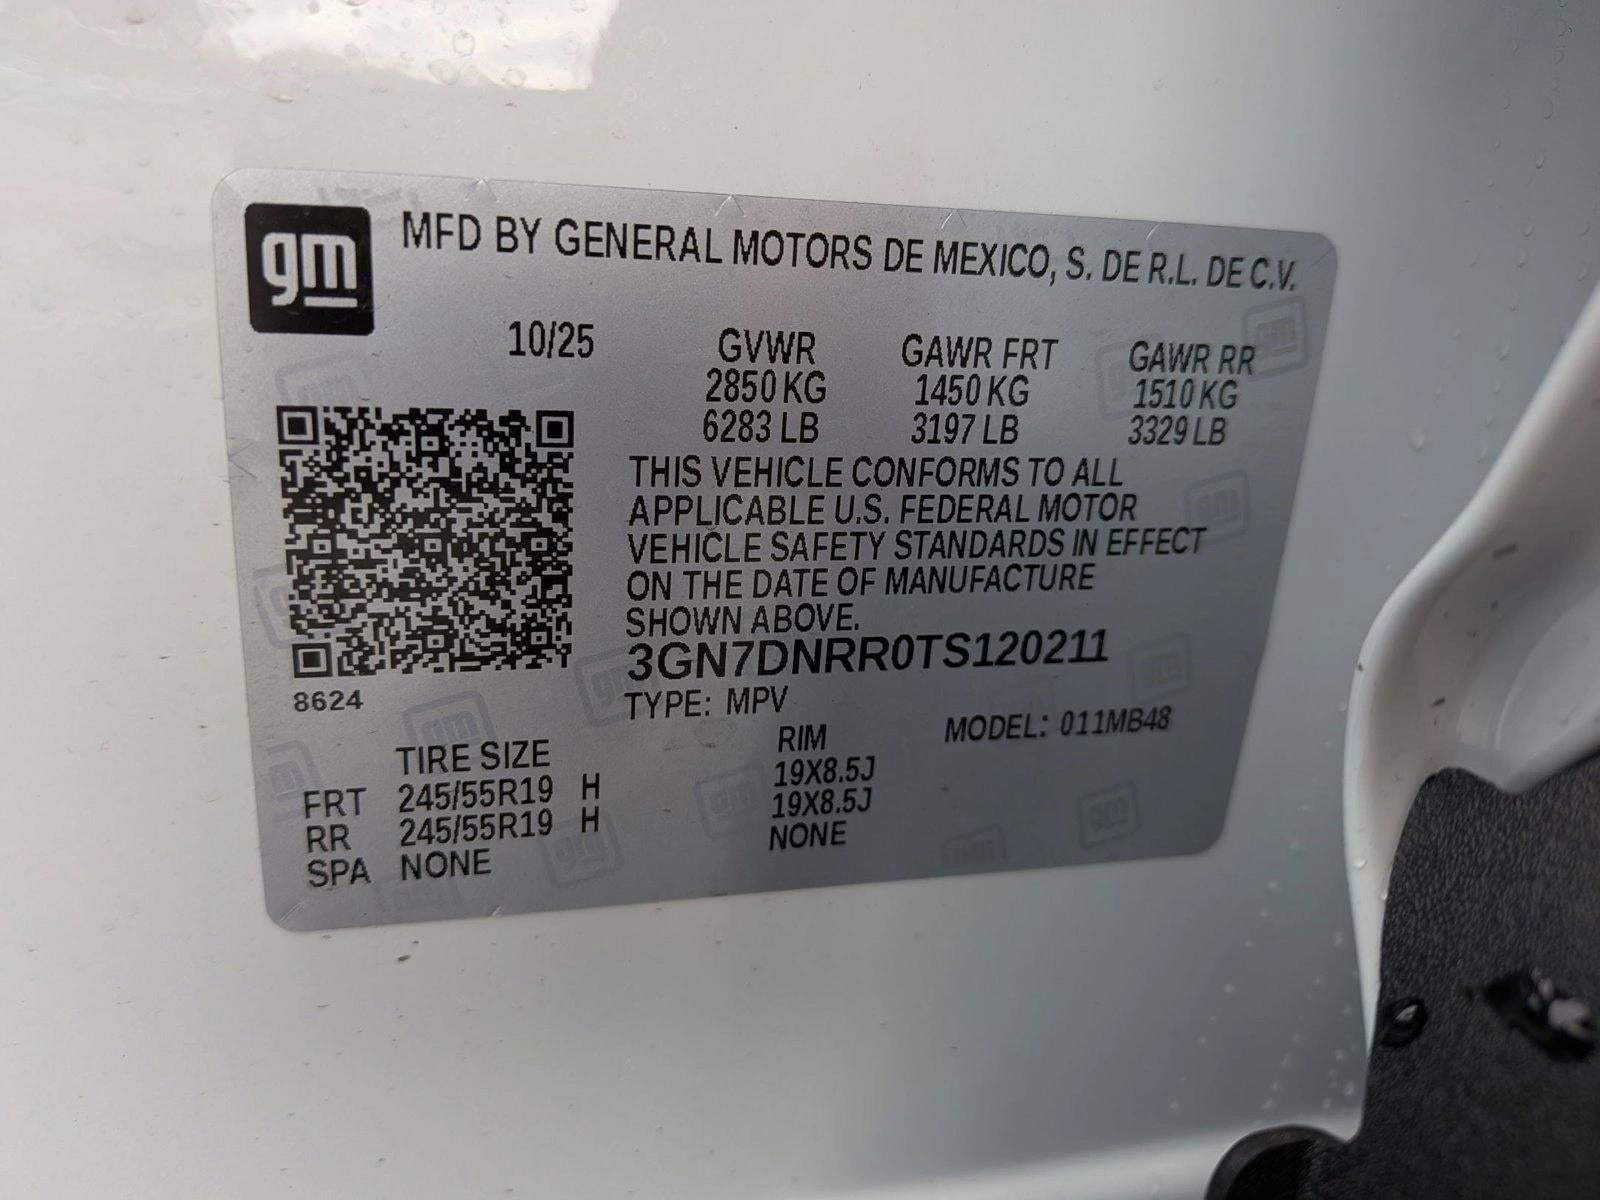 gm
MFD BY GENERAL MOTORS DE MEXICO, S. DE R.L. DE C.V.
10/25 GVWR GAWR FRT GAWR RR
2850 KG 1450 KG 1510 KG
6283 LB 3197 LB 3329 LB
THIS VEHICLE CONFORMS TO ALL
APPLICABLE U.S. FEDERAL MOTOR
VEHICLE SAFETY STANDARDS IN EFFECT
ON THE DATE OF MANUFACTURE
SHOWN ABOVE.
3GN7DNRR0TS120211
8624
TYPE: MPV
MODEL: 011MB48
TIRE SIZE RIM
FRT 245/55R19 H 19X8.5J
RR 245/55R19 H 19X8.5J
SPA NONE NONE